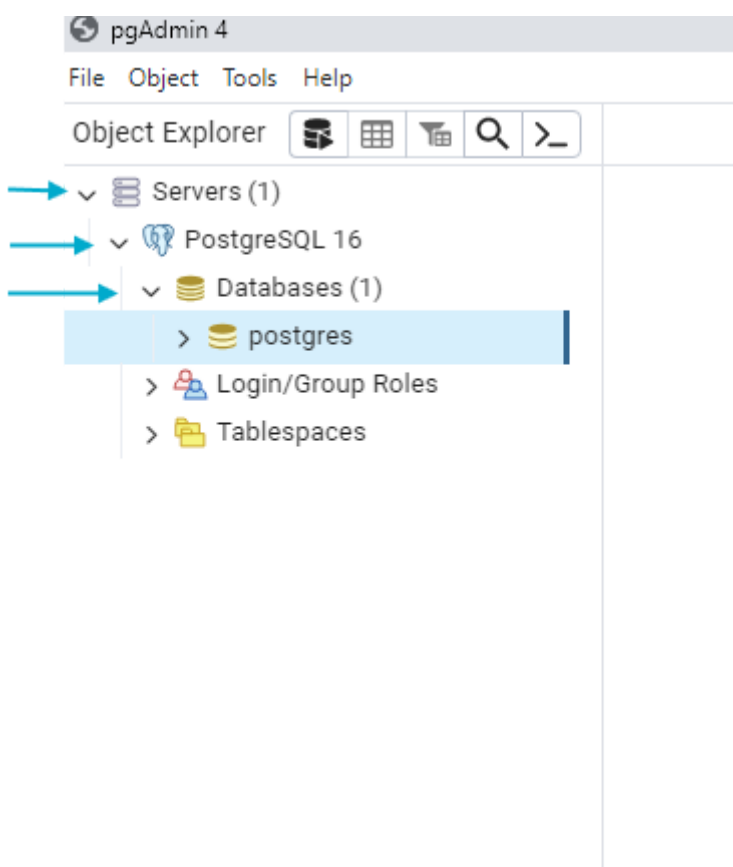 pgAdmin 4
File Object Tools Help
Object Explorer
Servers (1)
PostgreSQL 16
Databases (1)
postgres
Login/Group Roles
Tablespaces